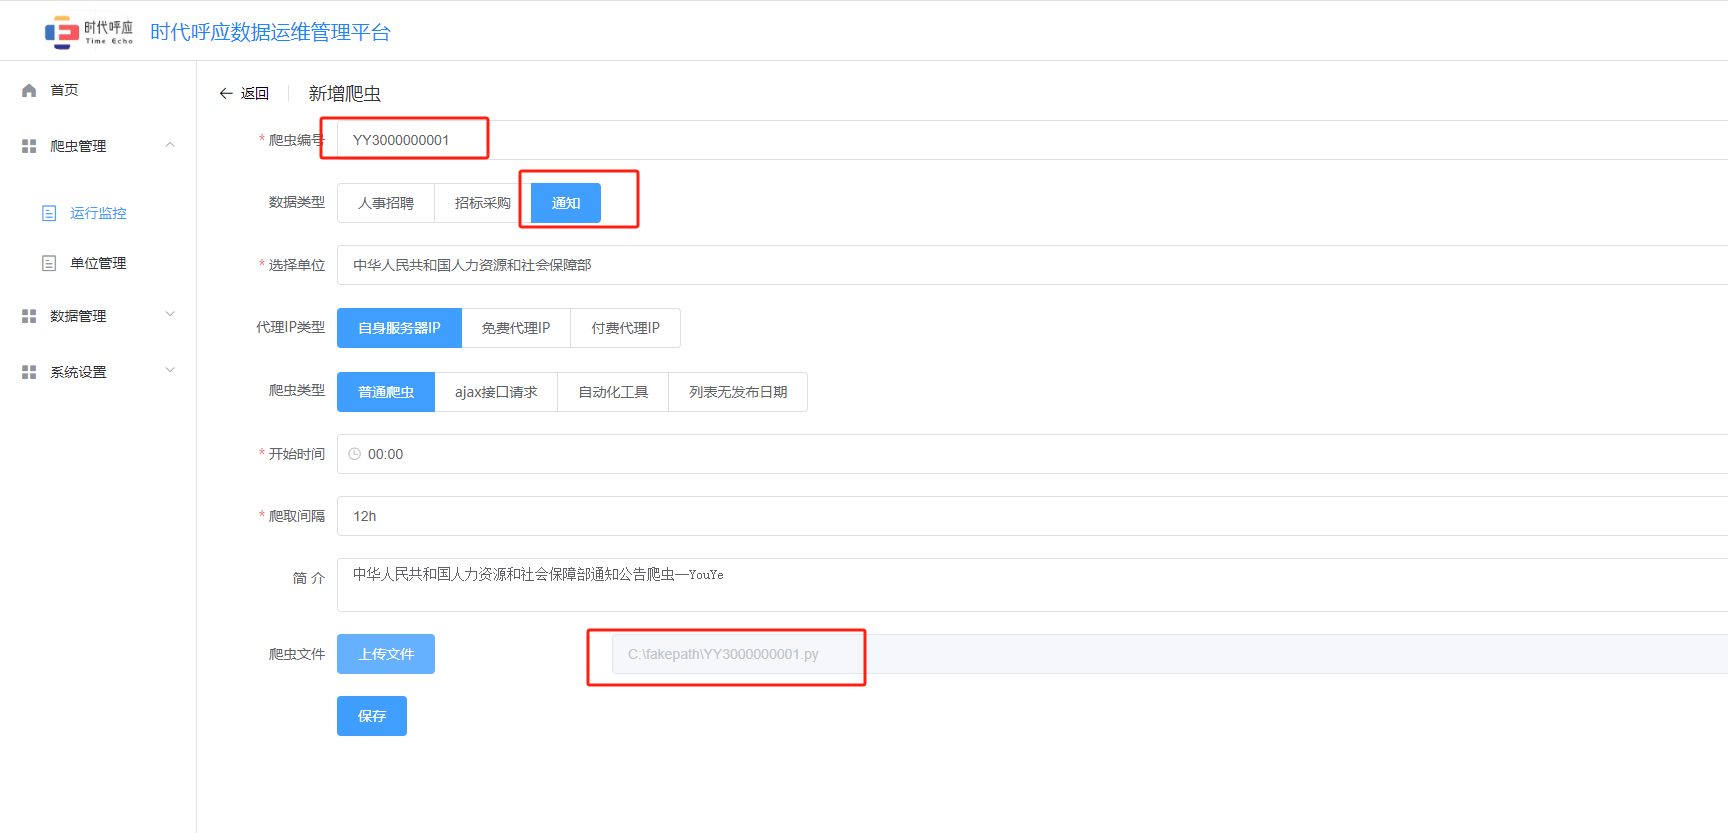 时代呼应
Time Echo
时代呼应数据运维管理平台
首页
爬虫管理
运行监控
单位管理
数据管理
系统设置
返回
新增爬虫
* 爬虫编号 YY3000000001
数据类型 人事招聘 招标采购 通知
* 选择单位 中华人民共和国人力资源和社会保障部
代理IP类型 自身服务器IP 免费代理IP 付费代理IP
爬虫类型 普通爬虫 ajax接口请求 自动化工具 列表无发布日期
* 开始时间 00:00
* 爬取间隔 12h
简 介 中华人民共和国人力资源和社会保障部通知公告爬虫—YouYe
爬虫文件 上传文件 C:\fakepath\YY3000000001.py
保存